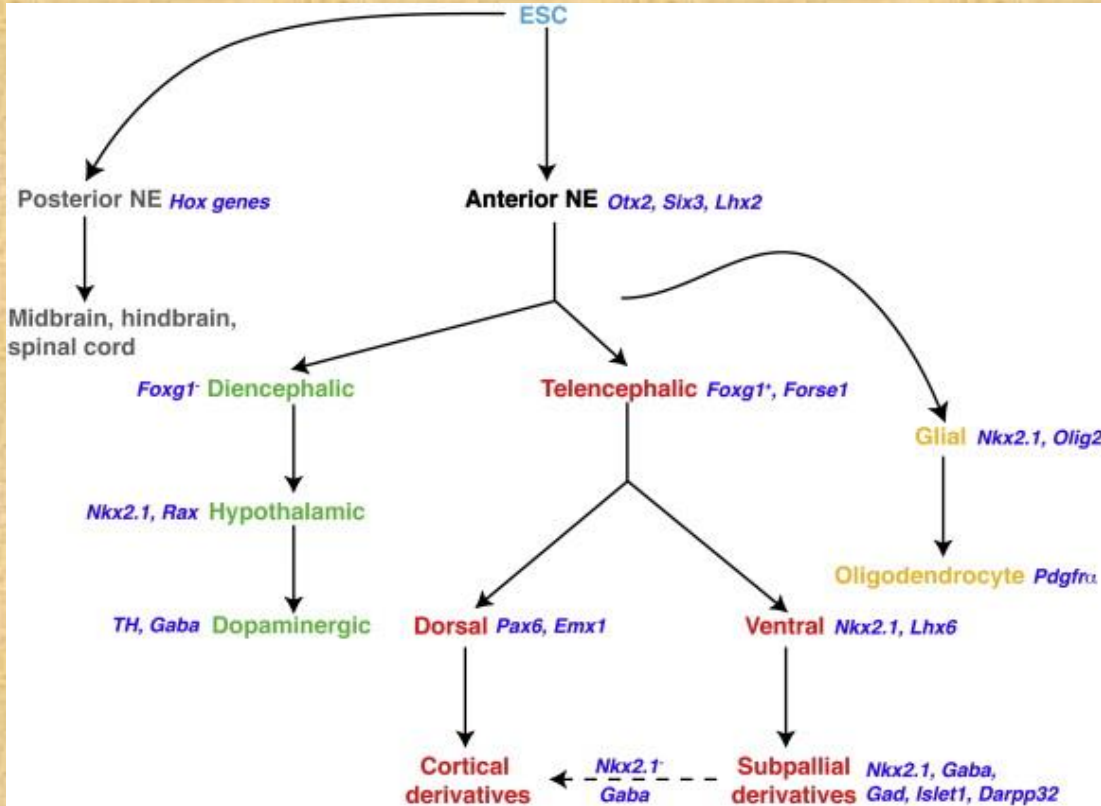 ESC
Posterior NE Hox genes
Anterior NE Otx2, Six3, Lhx2
Midbrain, hindbrain,
spinal cord
Foxg1⁻ Diencephalic
Telencephalic Foxg1⁺, Forse1
Glial Nkx2.1, Olig2
Nkx2.1, Rax Hypothalamic
Oligodendrocyte Pdgfrα
TH, Gaba Dopaminergic
Dorsal Pax6, Emx1
Ventral Nkx2.1, Lhx6
Cortical
derivatives
Nkx2.1⁻
Gaba
Subpallial
derivatives
Nkx2.1, Gaba,
Gad, Islet1, Darpp32